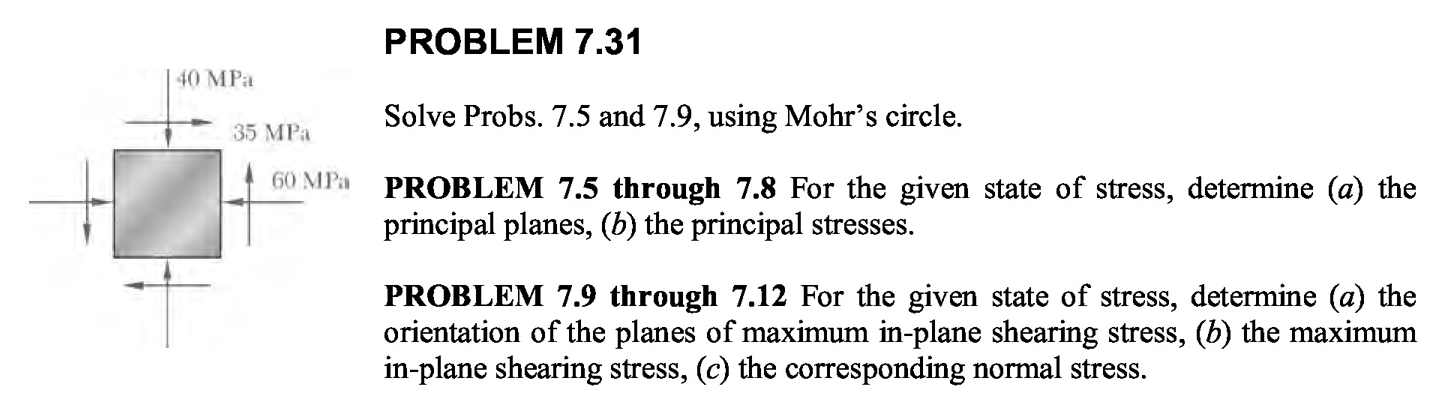 PROBLEM 7.31
40 MPa
Solve Probs. 7.5 and 7.9, using Mohr’s circle.
35 MPa
60 MPa
PROBLEM 7.5 through 7.8 For the given state of stress, determine (a) the
principal planes, (b) the principal stresses.
PROBLEM 7.9 through 7.12 For the given state of stress, determine (a) the
orientation of the planes of maximum in-plane shearing stress, (b) the maximum
in-plane shearing stress, (c) the corresponding normal stress.